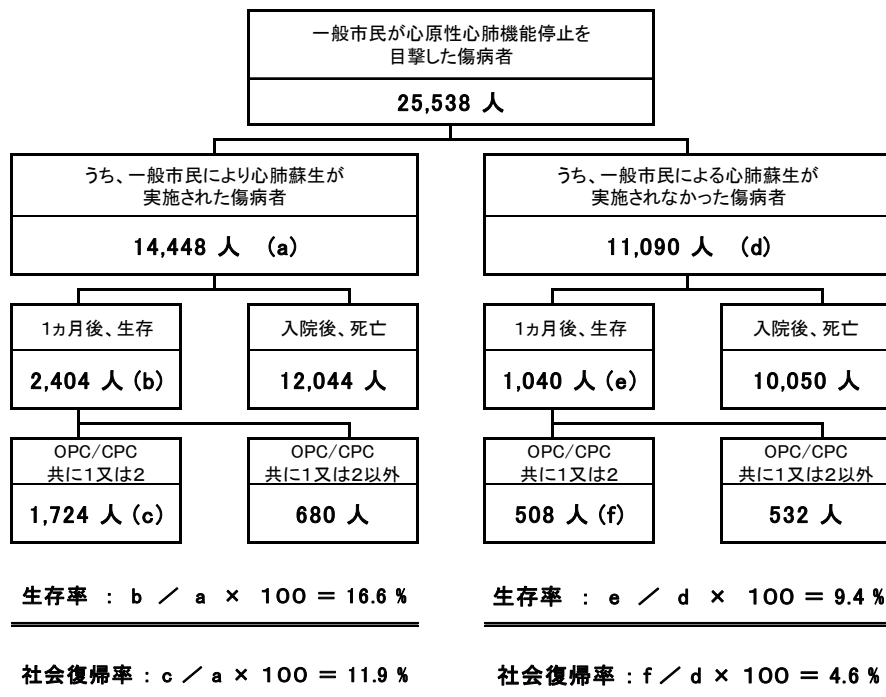 一般市民が心原性心肺機能停止を
目撃した傷病者
25,538 人
うち、一般市民により心肺蘇生が
実施された傷病者
14,448 人 (a)
うち、一般市民による心肺蘇生が
実施されなかった傷病者
11,090 人 (d)
1ヵ月後、生存
2,404 人 (b)
入院後、死亡
12,044 人
1ヵ月後、生存
1,040 人 (e)
入院後、死亡
10,050 人
OPC/CPC
共に1又は2
1,724 人 (c)
OPC/CPC
共に1又は2以外
680 人
OPC/CPC
共に1又は2
508 人 (f)
OPC/CPC
共に1又は2以外
532 人
生存率 : b / a × 100 = 16.6 %
生存率 : e / d × 100 = 9.4 %
社会復帰率 : c / a × 100 = 11.9 %
社会復帰率 : f / d × 100 = 4.6 %